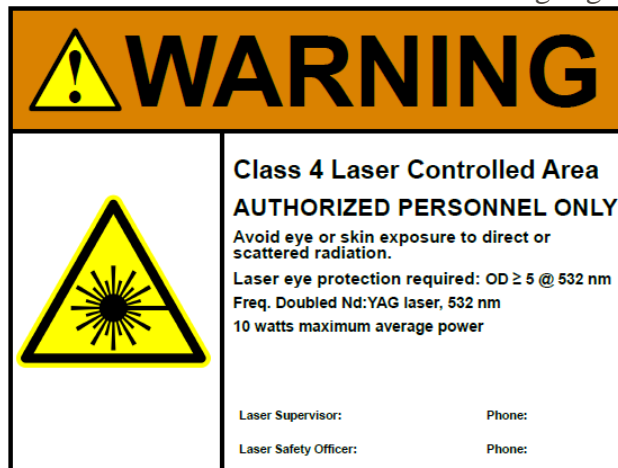 WARNING
Class 4 Laser Controlled Area
AUTHORIZED PERSONNEL ONLY
Avoid eye or skin exposure to direct or
scattered radiation.
Laser eye protection required: OD ≥ 5 @ 532 nm
Freq. Doubled Nd:YAG laser, 532 nm
10 watts maximum average power
Laser Supervisor: Phone:
Laser Safety Officer: Phone: